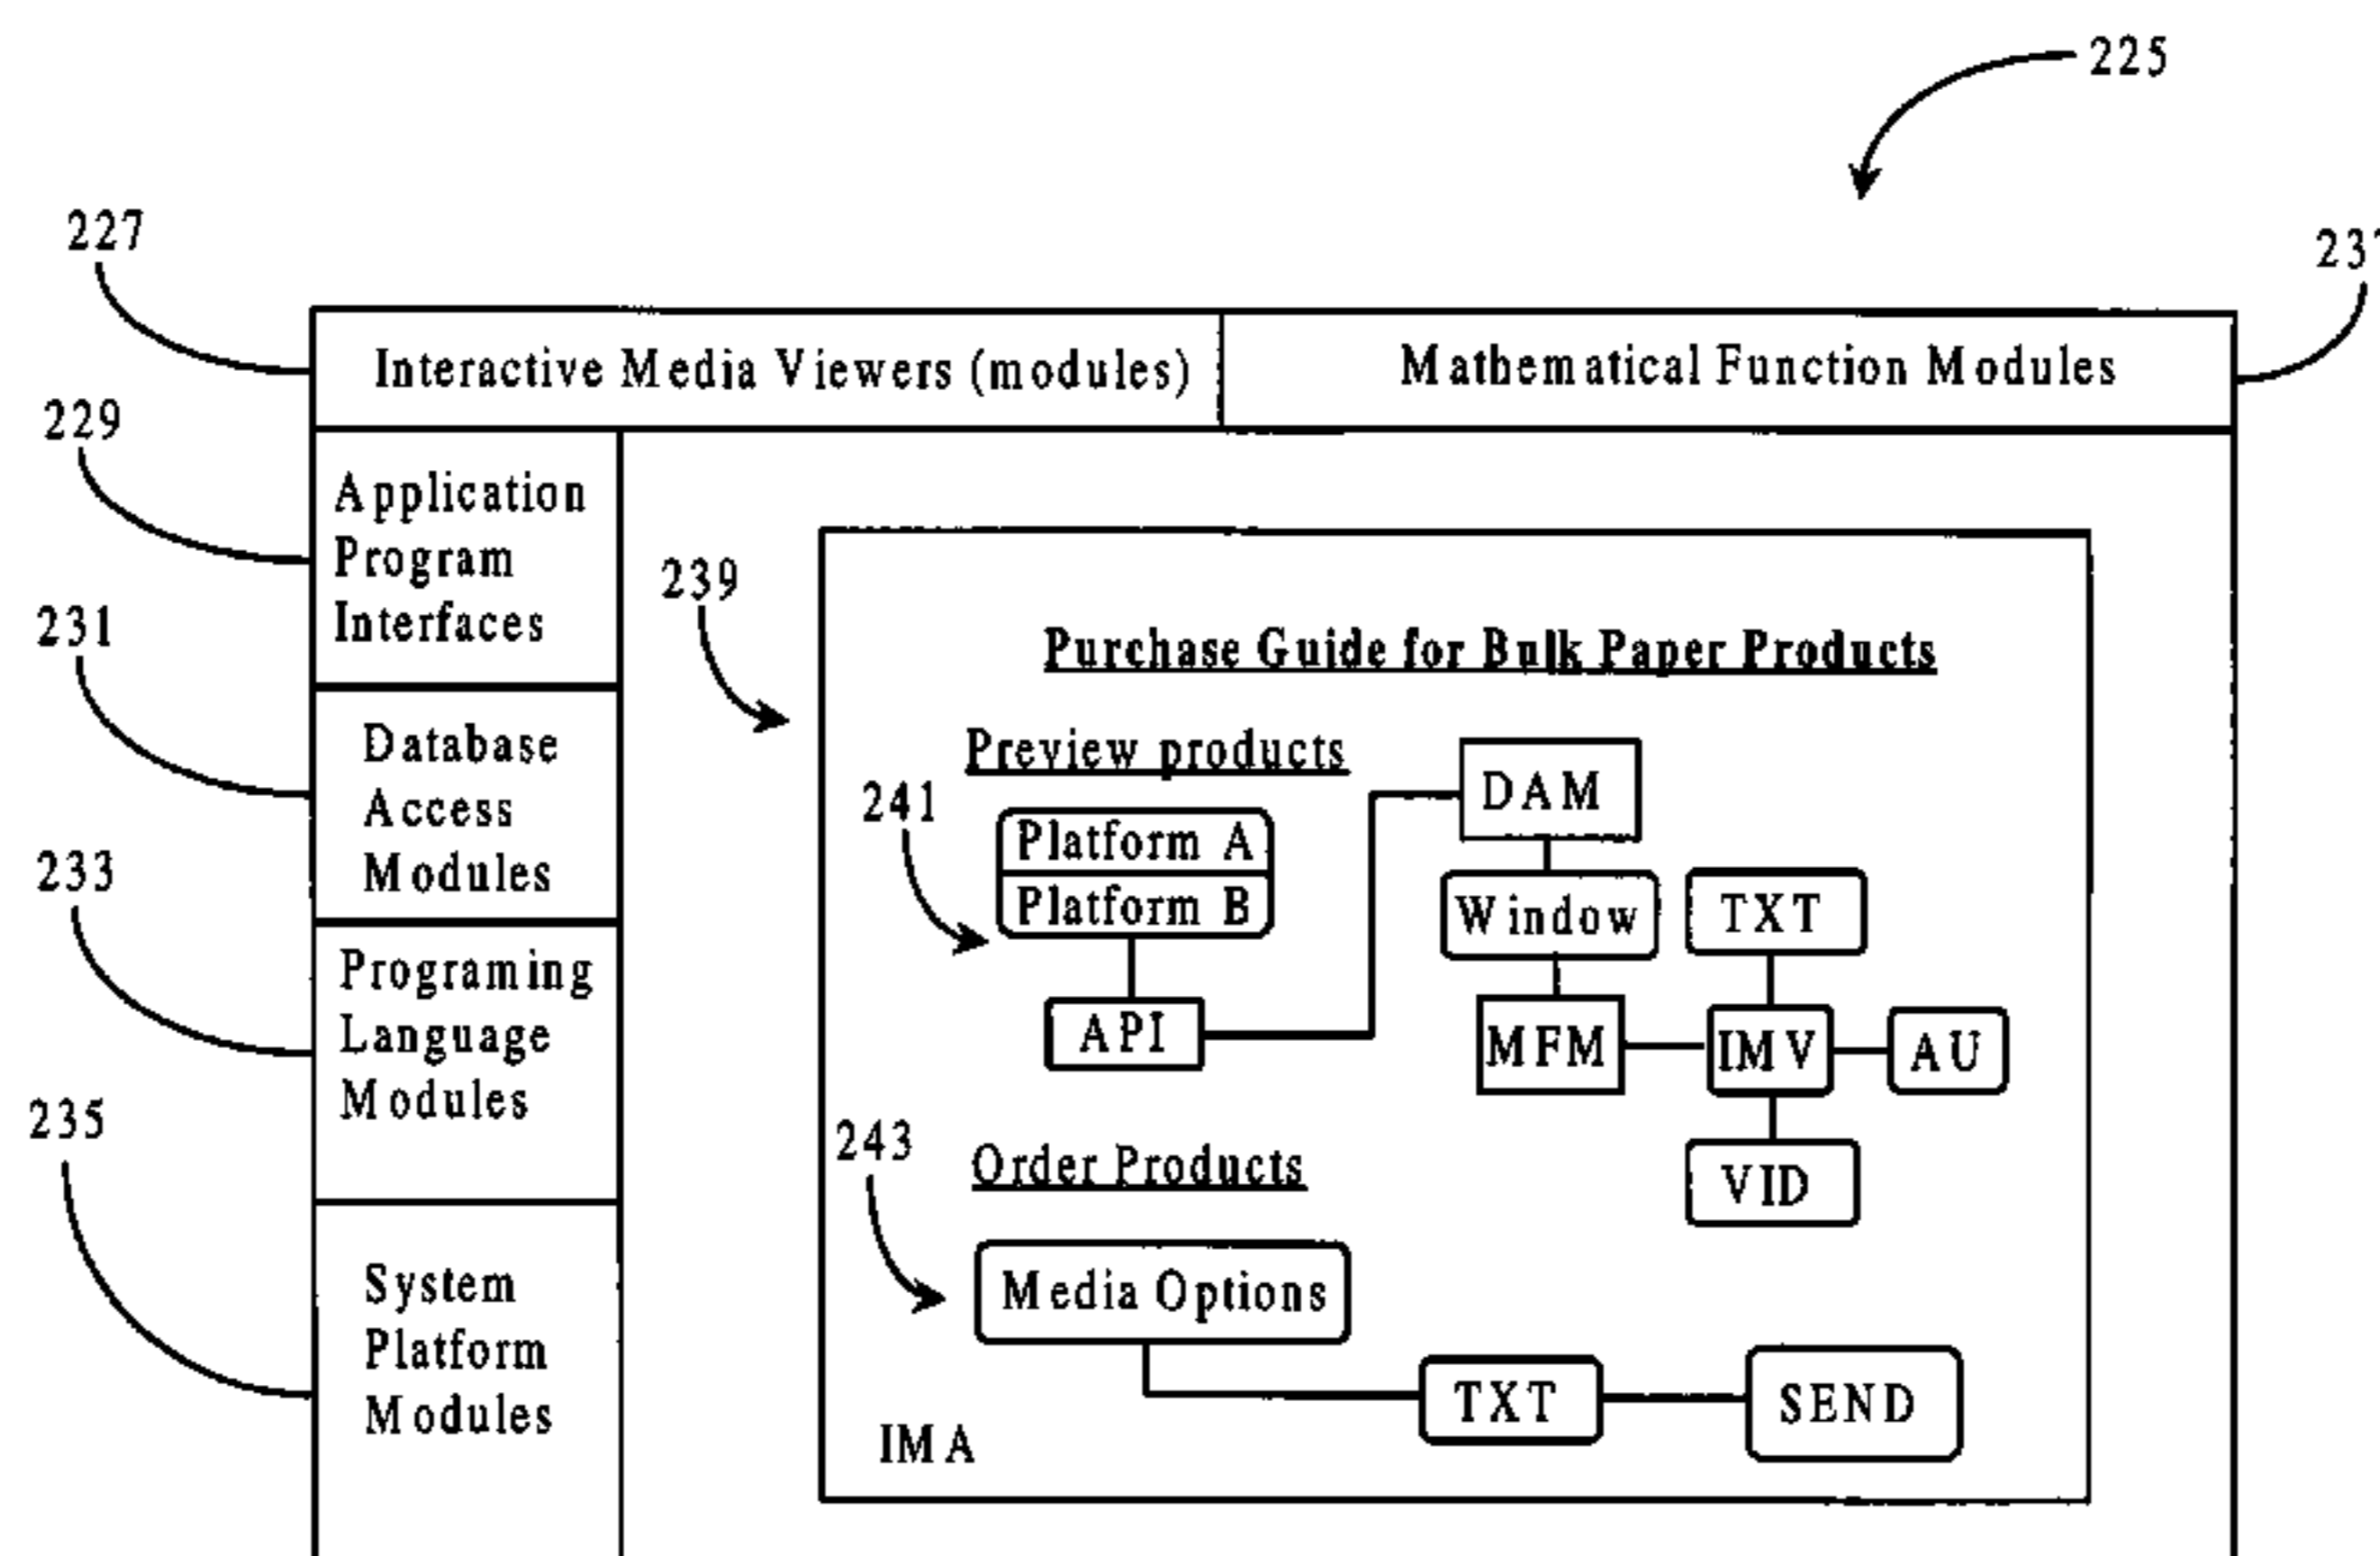 225
227
237
Interactive Media Viewers (modules)
Mathematical Function Modules
229
Application
Program
Interfaces
239
231
Purchase Guide for Bulk Paper Products
Database
Access
Modules
Preview products
241
DAM
Platform A
Platform B
Window
TXT
233
Programing
Language
Modules
API
MFM
IMV
AU
235
243
Order Products
VID
System
Platform
Modules
Media Options
TXT
SEND
IMA